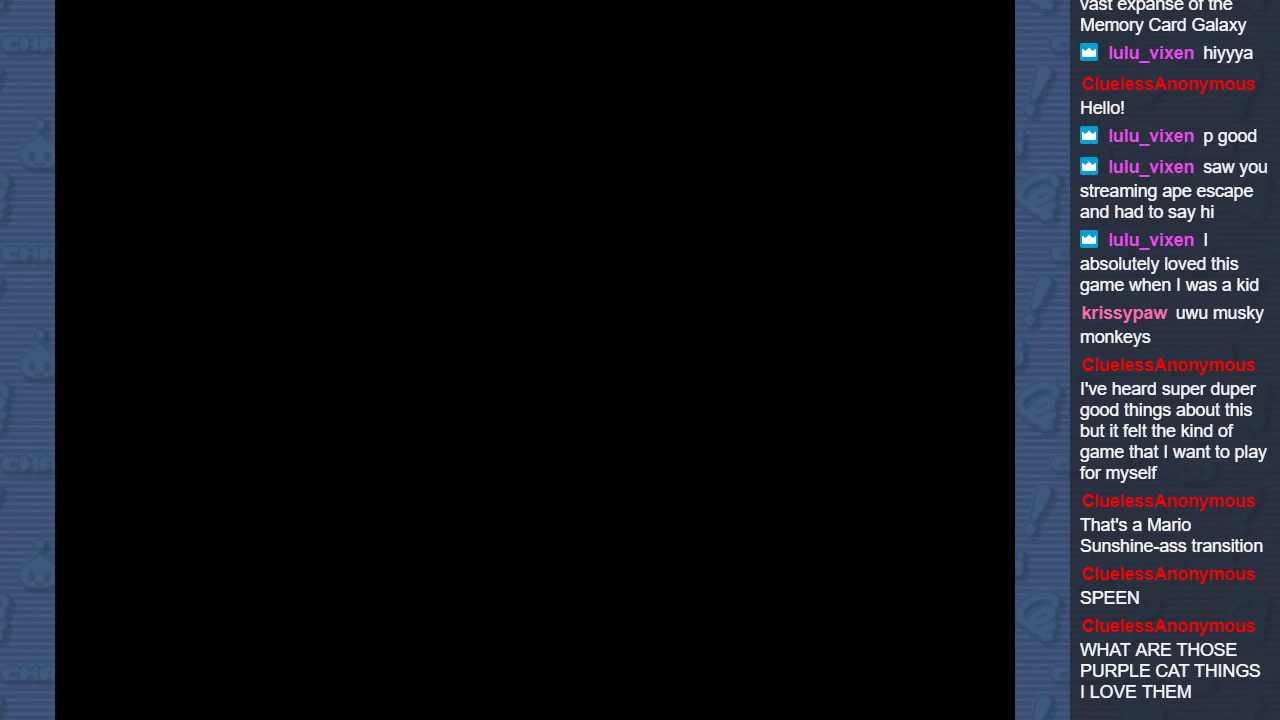 vast expanse of the
Memory Card Galaxy
lulu_vixen hiyyya
CluelessAnonymous
Hello!
lulu_vixen p good
lulu_vixen saw you
streaming ape escape
and had to say hi
lulu_vixen I
absolutely loved this
game when I was a kid
krissypaw uwu musky
monkeys
CluelessAnonymous
I've heard super duper
good things about this
but it felt the kind of
game that I want to play
for myself
CluelessAnonymous
That's a Mario
Sunshine-ass transition
CluelessAnonymous
SPEEN
CluelessAnonymous
WHAT ARE THOSE
PURPLE CAT THINGS
I LOVE THEM